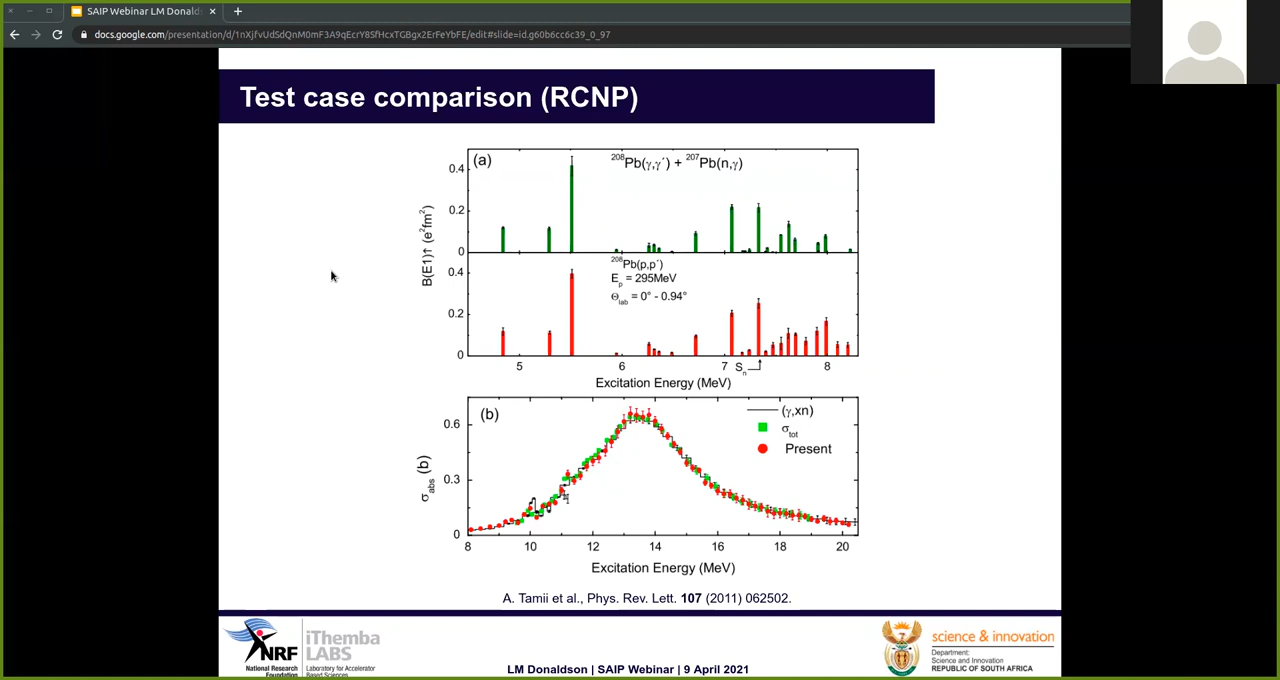 SAIP Webinar LM Donalds
docs.google.com/presentation/d/1nXjfvUdSdQnM0mF3A9qEcrY8SfHcxTGBgx2ErFeYbFE/edit#slide=id.g60b6cc6c39_0_97
Test case comparison (RCNP)
(a)
208Pb(γ,γ´) + 207Pb(n,γ)
0.4
0.2
0
B(E1)↑ (e2fm2)
208Pb(p,p´)
Ep = 295MeV
Θlab = 0° - 0.94°
0.4
0.2
0
5 6 7 Sn 8
Excitation Energy (MeV)
(b)
(γ,xn)
σtot
Present
0.6
0.3
0
σabs (b)
8 10 12 14 16 18 20
Excitation Energy (MeV)
A. Tamii et al., Phys. Rev. Lett. 107 (2011) 062502.
NRF
National Research
Foundation
iThemba
LABS
Laboratory for Accelerator
Based Sciences
LM Donaldson | SAIP Webinar | 9 April 2021
science & innovation
Department:
Science and Innovation
REPUBLIC OF SOUTH AFRICA